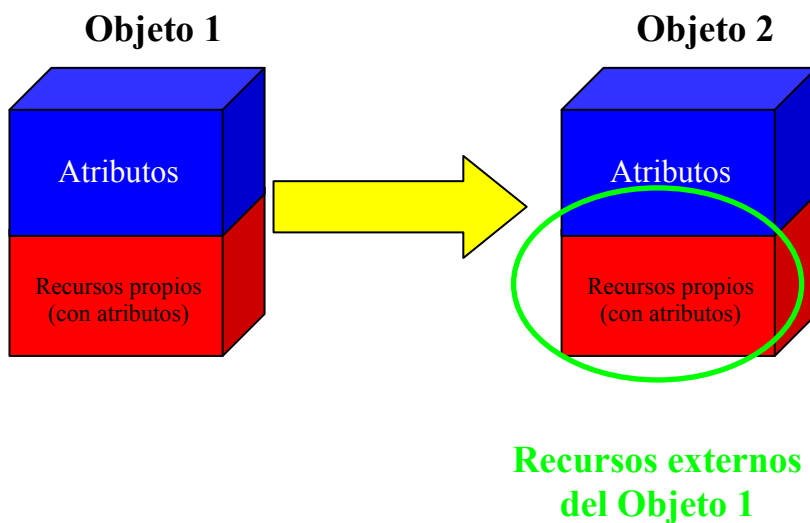 Objeto 1
Objeto 2
Atributos
Atributos
Recursos propios
(con atributos)
Recursos propios
(con atributos)
Recursos externos
del Objeto 1